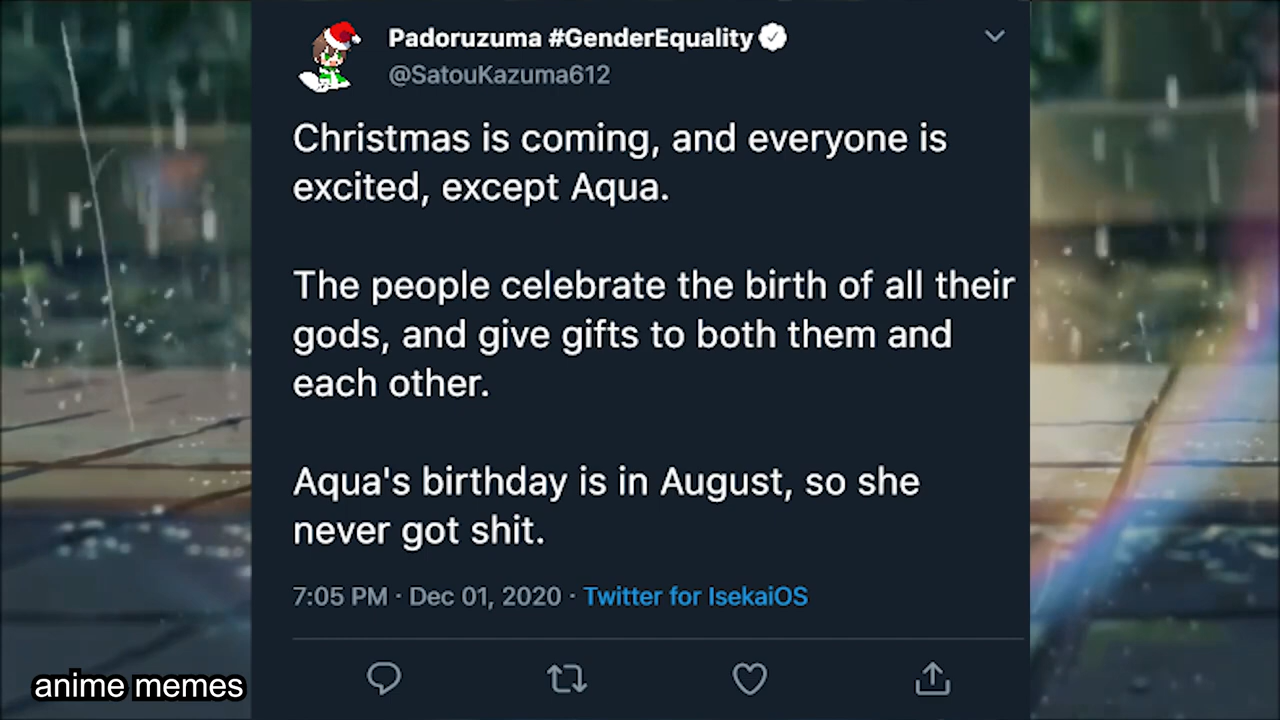 Padoruzuma #GenderEquality
@SatouKazuma612
Christmas is coming, and everyone is
excited, except Aqua.
The people celebrate the birth of all their
gods, and give gifts to both them and
each other.
Aqua's birthday is in August, so she
never got shit.
7:05 PM · Dec 01, 2020 · Twitter for IsekaiOS
anime memes